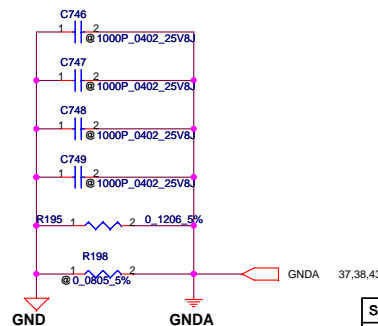 C746
1 2
@1000P_0402_25V8J
C747
1 2
@1000P_0402_25V8J
C748
1 2
@1000P_0402_25V8J
C749
1 2
@1000P_0402_25V8J
R195 1 2 0_1206_5%
R198
1 2
@0_0805_5%
GNDA 37,38,43
GND GNDA
S